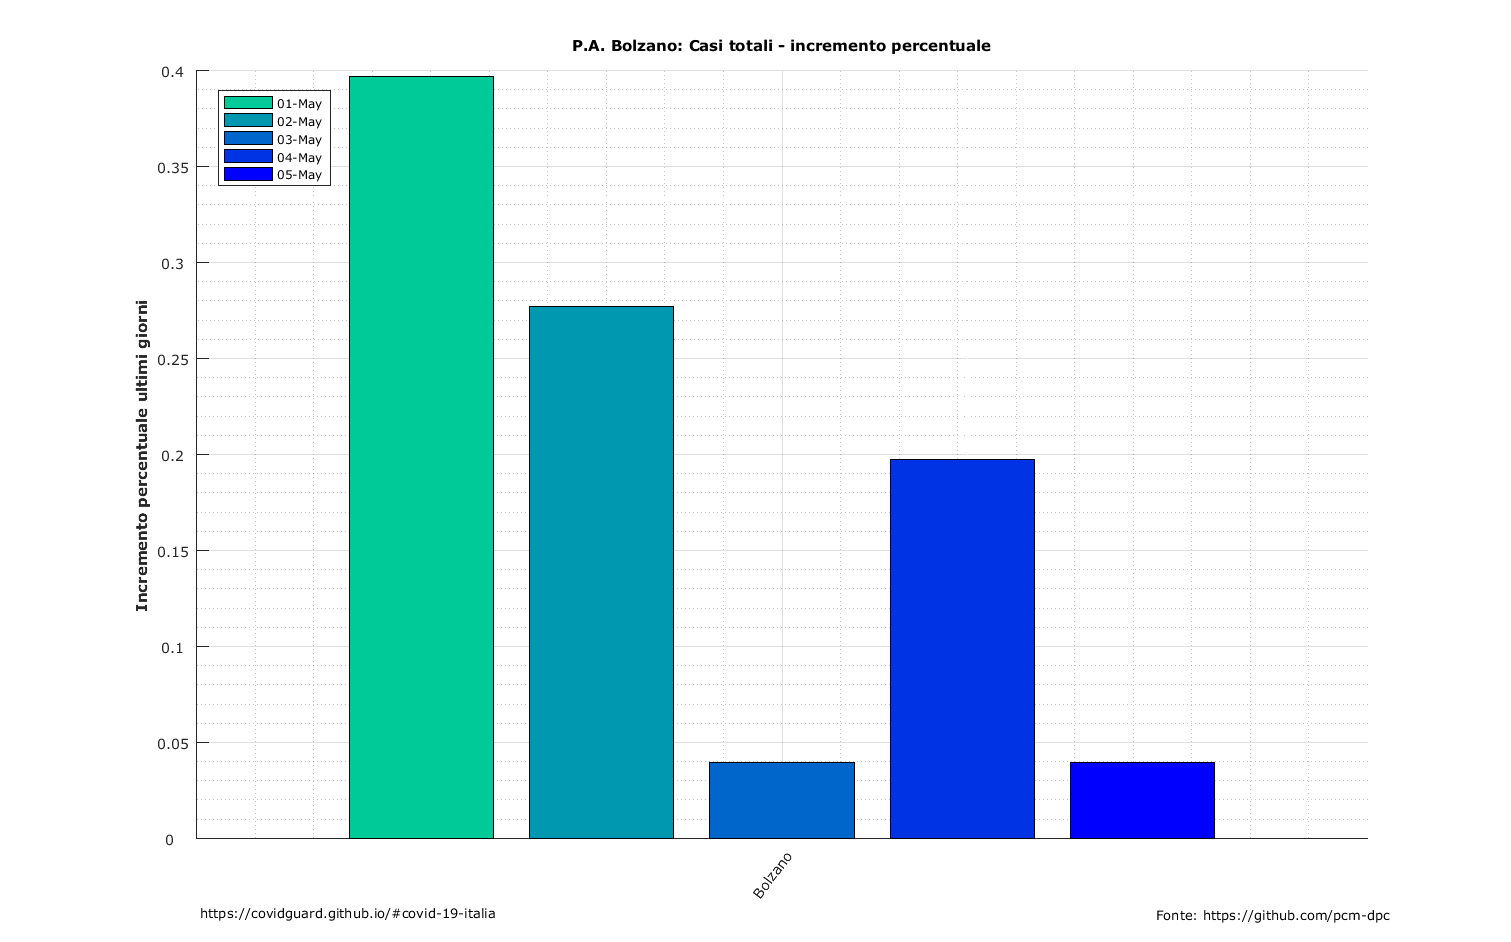 P.A. Bolzano: Casi totali - incremento percentuale
0.4
0.35
0.3
0.25
0.2
0.15
0.1
0.05
0
Incremento percentuale ultimi giorni
01-May
02-May
03-May
04-May
05-May
Bolzano
https://covidguard.github.io/#covid-19-italia
Fonte: https://github.com/pcm-dpc